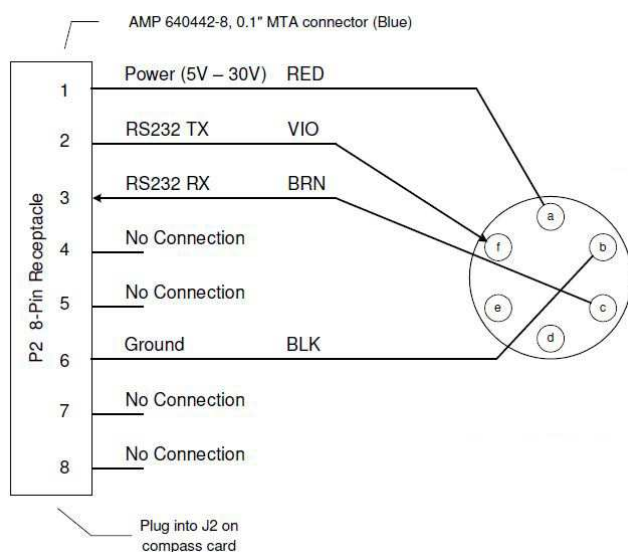 AMP 640442-8, 0.1" MTA connector (Blue)
P2 8-Pin Receptacle
1 Power (5V – 30V) RED
2 RS232 TX VIO
3 RS232 RX BRN
4 No Connection
5 No Connection
6 Ground BLK
7 No Connection
8 No Connection
a
f b
e c
d
Plug into J2 on
compass card